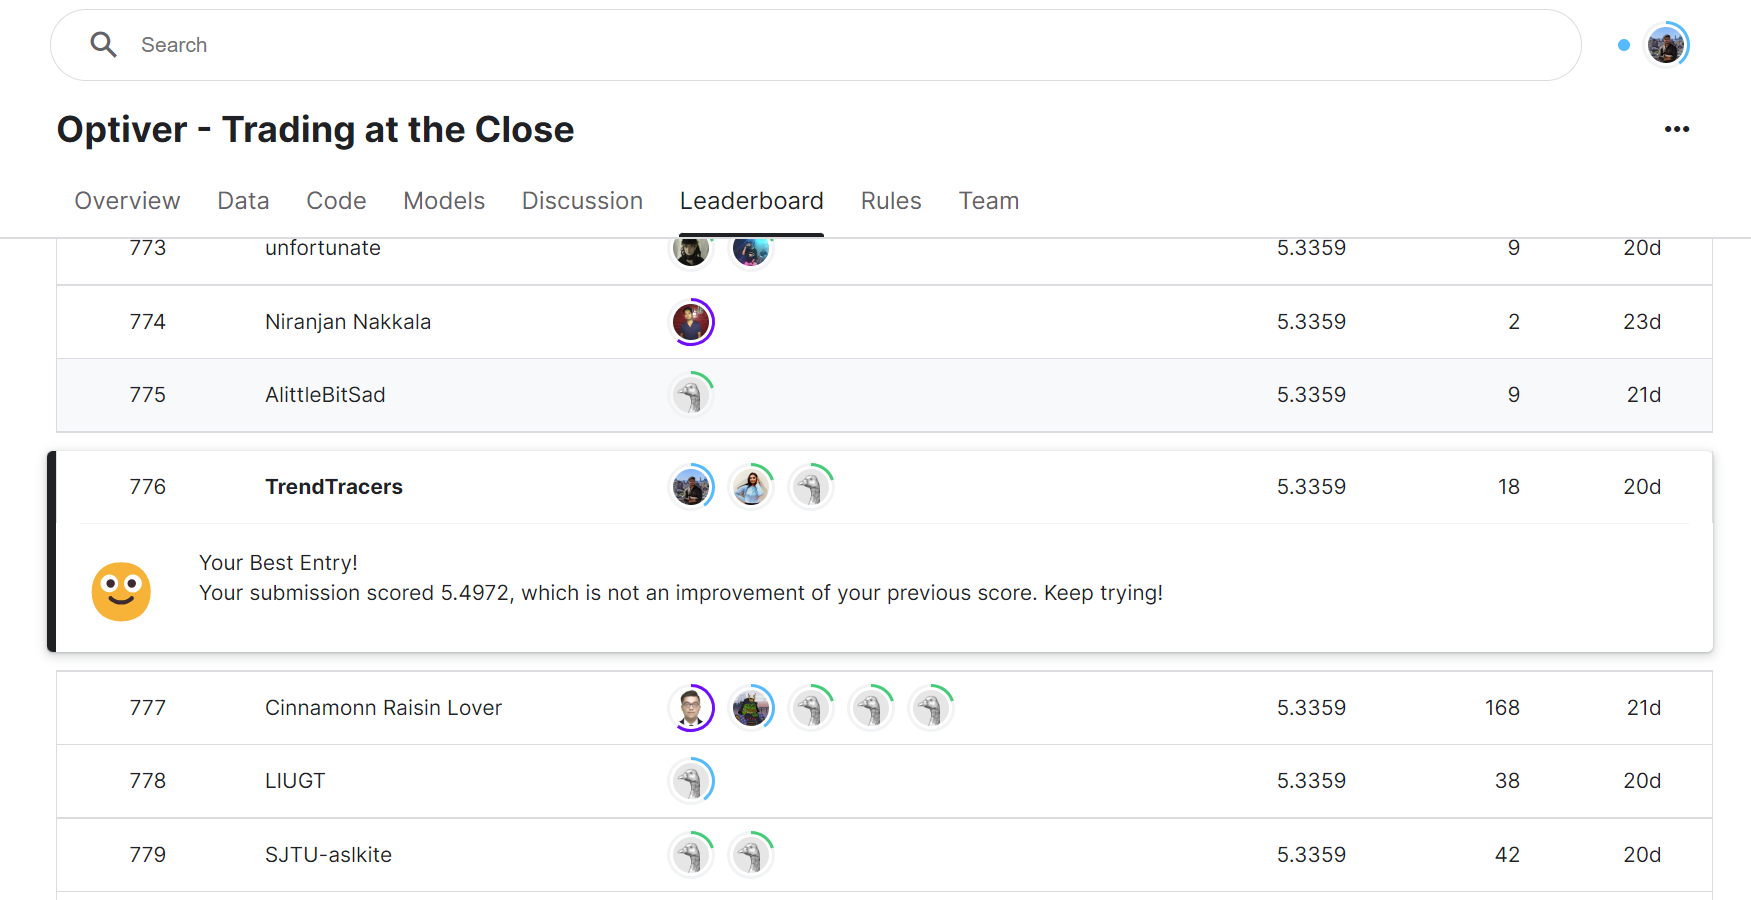 Search
Optiver - Trading at the Close
Overview Data Code Models Discussion Leaderboard Rules Team
773 unfortunate 5.3359 9 20d
774 Niranjan Nakkala 5.3359 2 23d
775 AlittleBitSad 5.3359 9 21d
776 TrendTracers 5.3359 18 20d
Your Best Entry!
Your submission scored 5.4972, which is not an improvement of your previous score. Keep trying!
777 Cinnamonn Raisin Lover 5.3359 168 21d
778 LIUGT 5.3359 38 20d
779 SJTU-aslkite 5.3359 42 20d